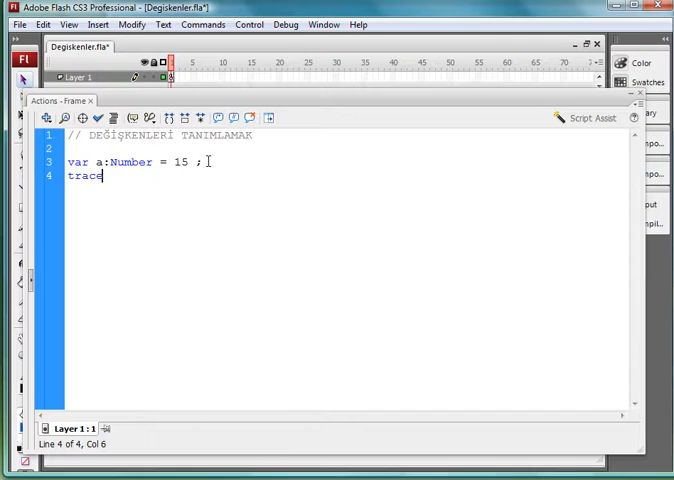 Adobe Flash CS3 Professional - [Degiskenler.fla*]
File Edit View Insert Modify Text Commands Control Debug Window Help
Fl
Degiskenler.fla*
5 10 15 20 25 30 35 40 45 50 55 60 65 70 75
Layer 1
Color
Swatches
Actions - Frame
Script Assist
1 // DEĞİŞKENLERİ TANIMLAMAK
2
3 var a:Number = 15 ;
4 trace
Layer 1 : 1
Line 4 of 4, Col 6